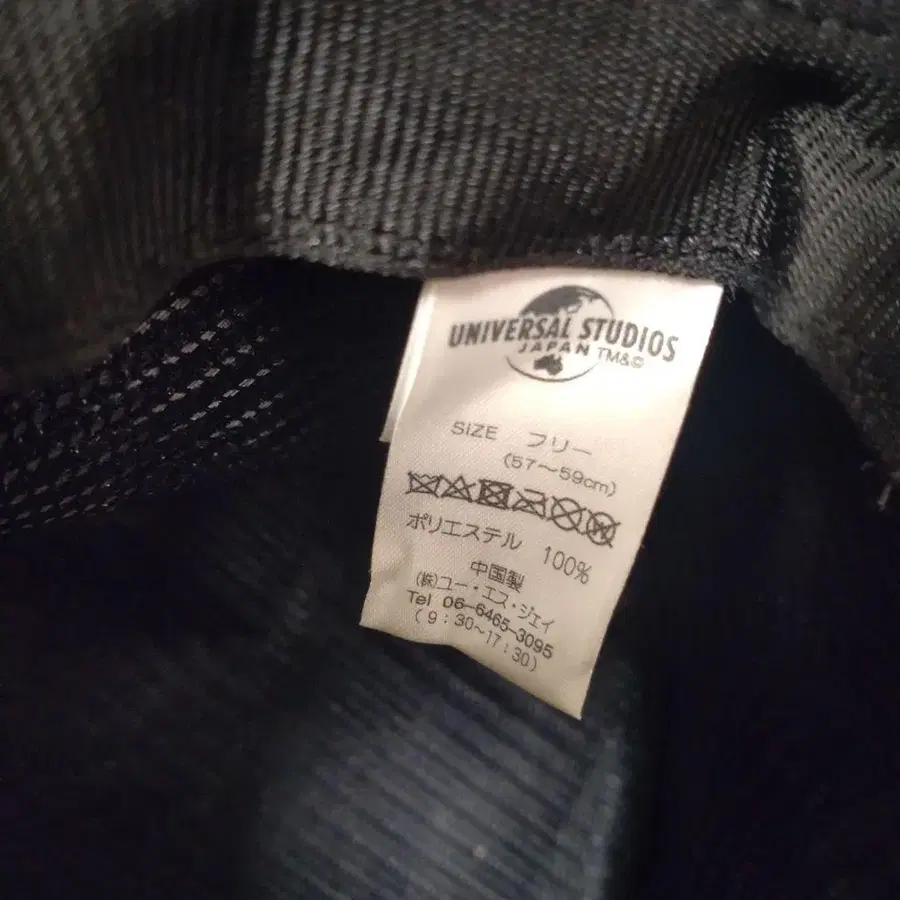 UNIVERSAL STUDIOS
JAPAN TM&©
SIZE フリー
(57～59cm)
ポリエステル 100%
中国製
(株)ユー・エス・ジェイ
Tel 06-6465-3095
(9:30～17:30)